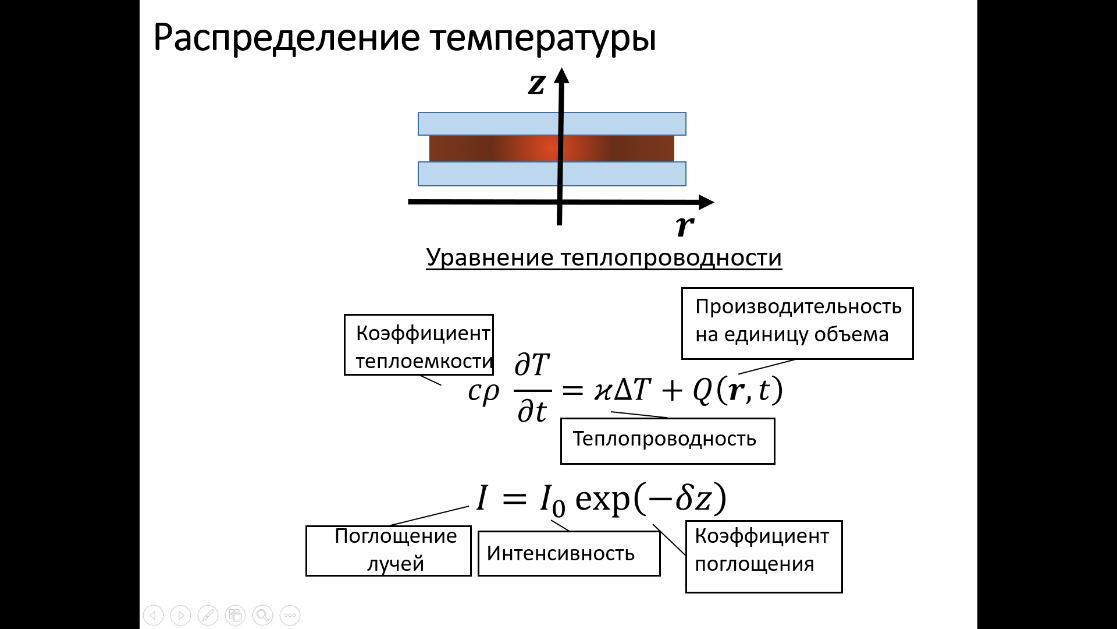 Распределение температуры
z
r
Уравнение теплопроводности
Производительность
на единицу объема
Коэффициент
теплоемкости
cρ ∂T/∂t = ϰΔT + Q(r, t)
Теплопроводность
I = I₀ exp(−δz)
Поглощение
лучей
Интенсивность
Коэффициент
поглощения